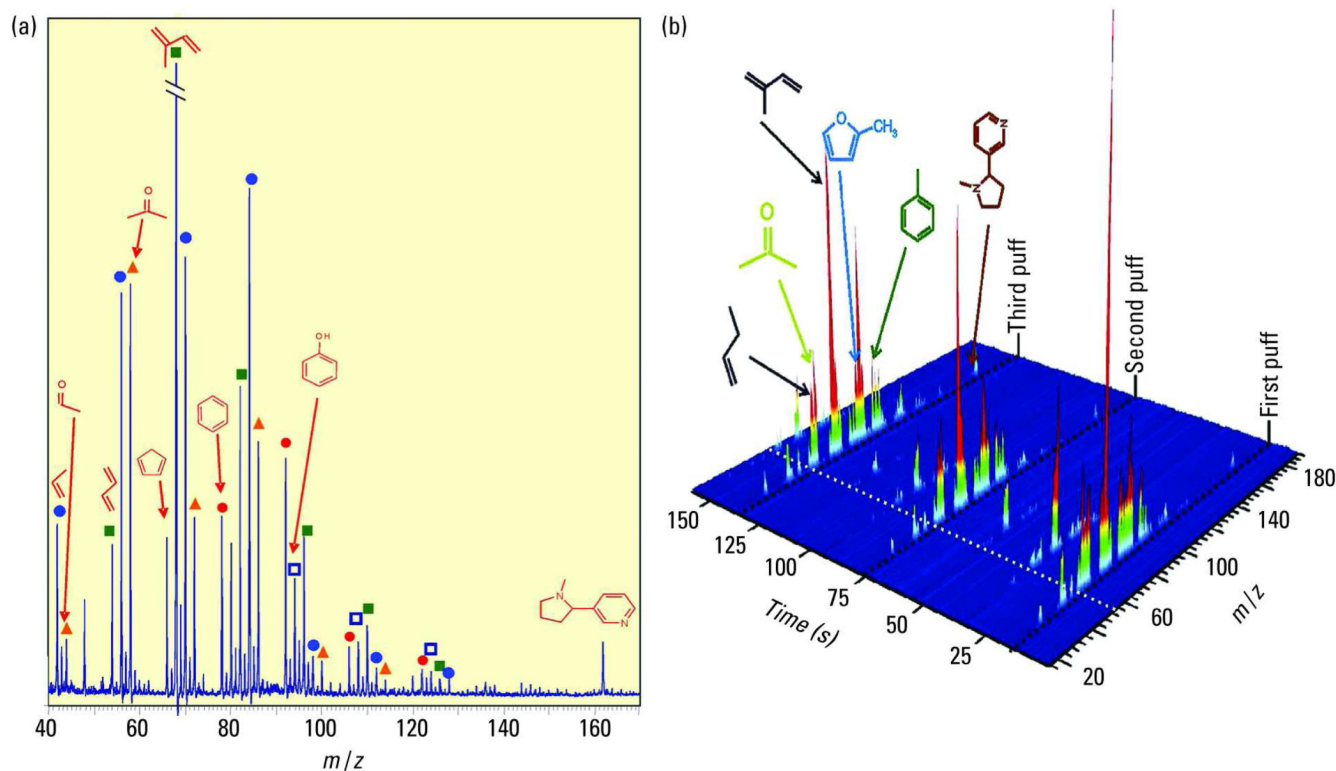 (a)
O
O
OH
N
N
40
60
80
100
120
140
160
m/z
(b)
O
CH₃
O
N
N
Third puff
Second puff
First puff
150
125
100
75
50
25
Time (s)
20
60
100
140
180
m/z